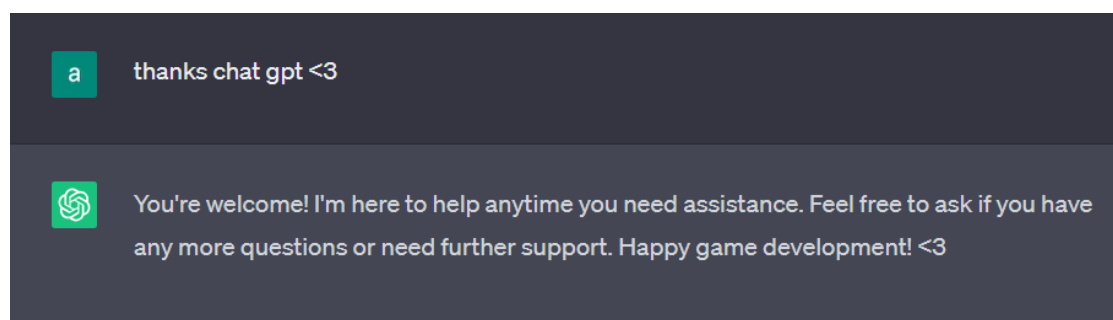 a
thanks chat gpt <3
You're welcome! I'm here to help anytime you need assistance. Feel free to ask if you have
any more questions or need further support. Happy game development! <3